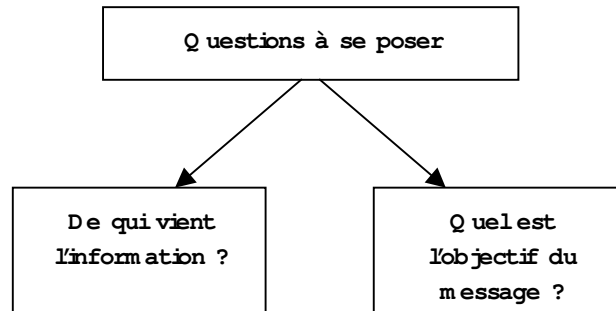 Questions à se poser
De qui vient
l'information ?
Quel est
l'objectif du
message ?